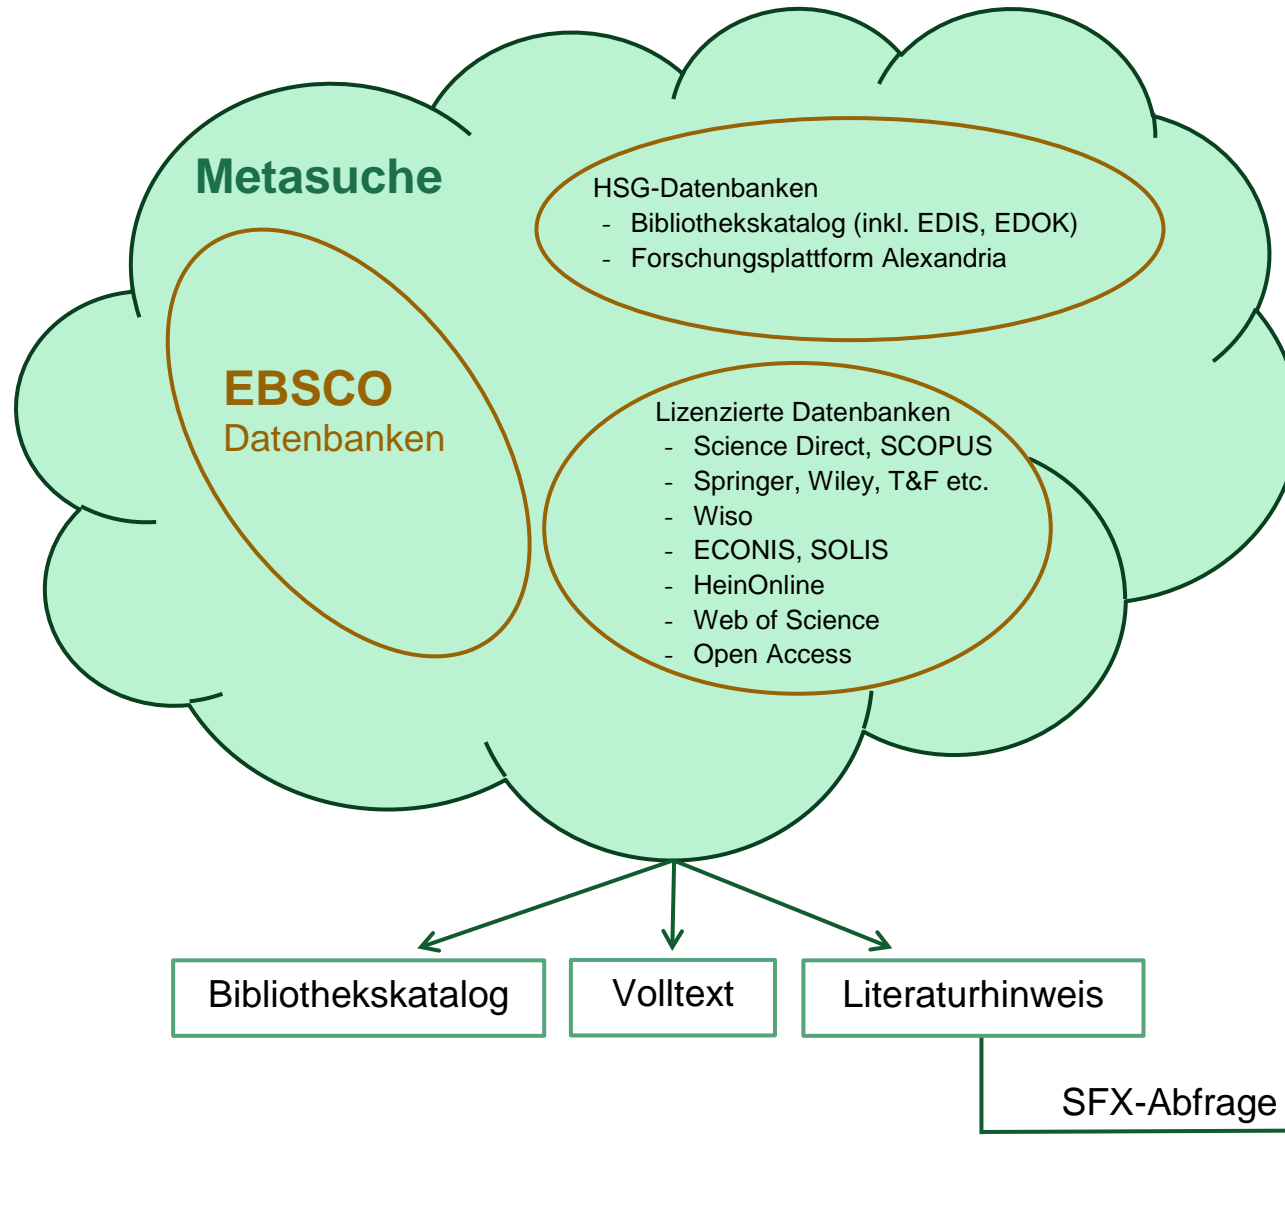 Metasuche
HSG-Datenbanken
- Bibliothekskatalog (inkl. EDIS, EDOK)
- Forschungsplattform Alexandria
EBSCO
Datenbanken
Lizenzierte Datenbanken
- Science Direct, SCOPUS
- Springer, Wiley, T&F etc.
- Wiso
- ECONIS, SOLIS
- HeinOnline
- Web of Science
- Open Access
Bibliothekskatalog
Volltext
Literaturhinweis
SFX-Abfrage